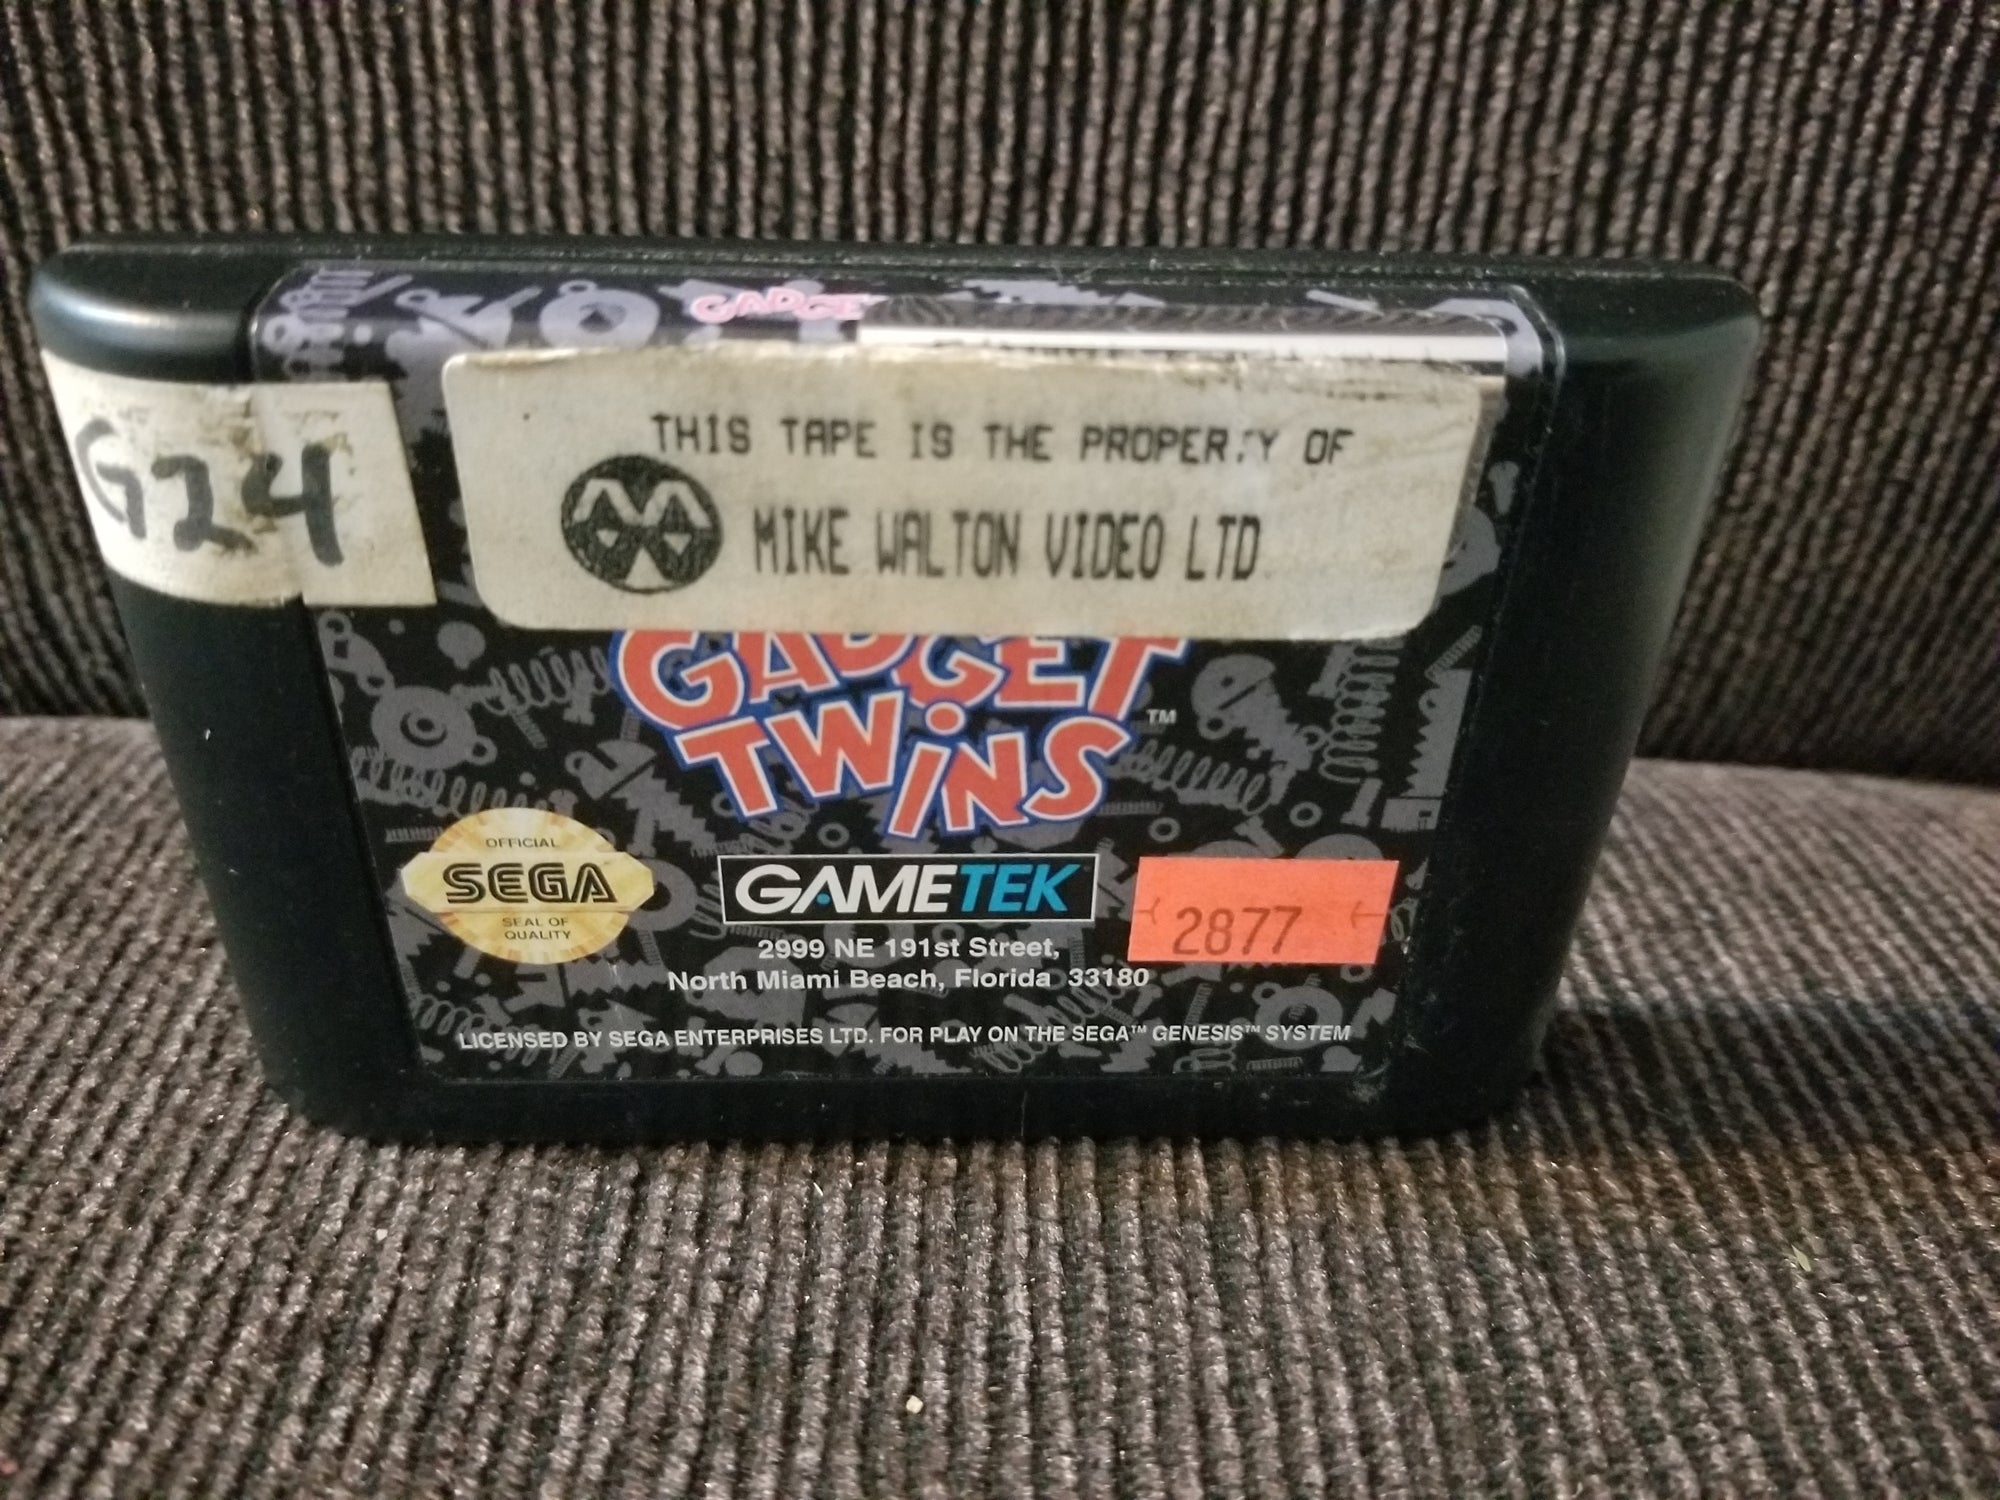 GADGE
G24
THIS TAPE IS THE PROPERTY OF
MIKE WALTON VIDEO LTD
GADGET
TWINS™
OFFICIAL
SEGA
SEAL OF
QUALITY
GAMETEK
2877
2999 NE 191st Street,
North Miami Beach, Florida 33180
LICENSED BY SEGA ENTERPRISES LTD. FOR PLAY ON THE SEGA™ GENESIS™ SYSTEM